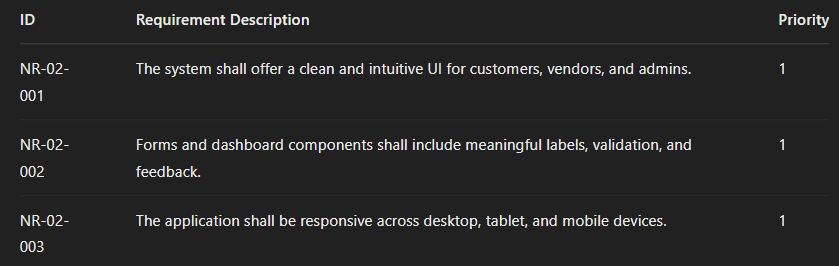 ID Requirement Description Priority
NR-02- The system shall offer a clean and intuitive UI for customers, vendors, and admins. 1
001
NR-02- Forms and dashboard components shall include meaningful labels, validation, and 1
002 feedback.
NR-02- The application shall be responsive across desktop, tablet, and mobile devices. 1
003